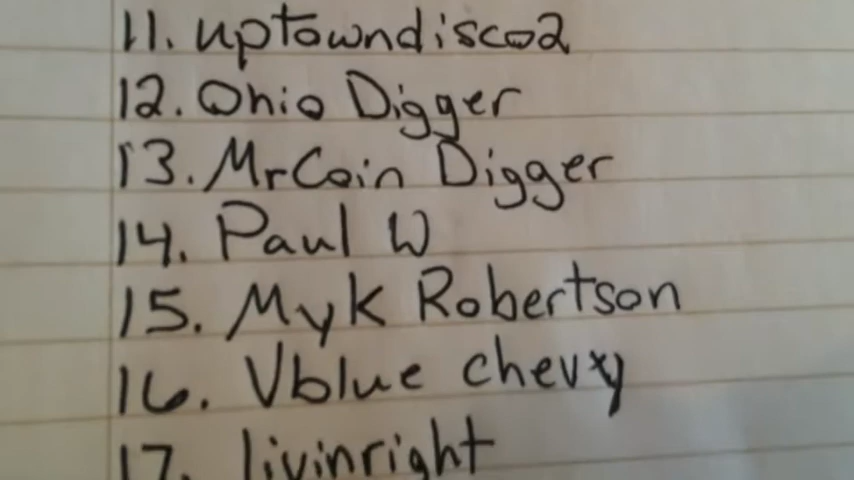 11. uptowndisco2
12. Ohio Digger
13. MrCoin Digger
14. Paul W
15. Myk Robertson
16. Vblue chevy
17. livinright